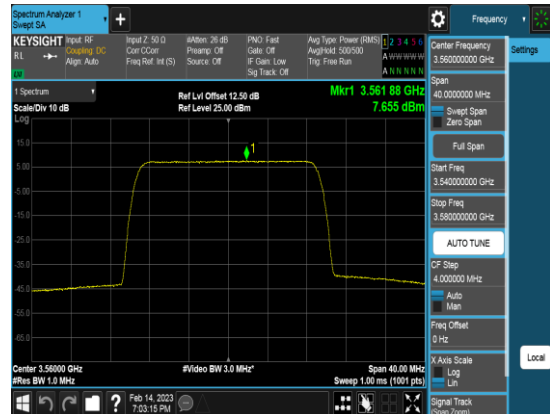 Spectrum Analyzer 1
Swept SA
Frequency
KEYSIGHT
Input: RF
Coupling: DC
Align: Auto
Input Z: 50 Ω
Corr CCorr
Freq Ref: Int (S)
#Atten: 26 dB
Preamp: Off
Source: Off
PNO: Fast
Gate: Off
IF Gain: Low
Sig Track: Off
Avg Type: Power (RMS)
Avg|Hold: 500/500
Trig: Free Run
1 2 3 4 5 6
A W W W W W
A N N N N N
RL
LXI
1 Spectrum
Scale/Div 10 dB
Ref Lvl Offset 12.50 dB
Ref Level 25.00 dBm
Mkr1 3.561 88 GHz
7.655 dBm
Log
15.0
5.00
-5.00
-15.0
-25.0
-35.0
-45.0
-55.0
-65.0
1
Center 3.56000 GHz
#Res BW 1.0 MHz
#Video BW 3.0 MHz*
Span 40.00 MHz
Sweep 1.00 ms (1001 pts)
Feb 14, 2023
7:03:15 PM
Center Frequency
3.560000000 GHz
Settings
Span
40.0000000 MHz
Swept Span
Zero Span
Full Span
Start Freq
3.540000000 GHz
Stop Freq
3.580000000 GHz
AUTO TUNE
CF Step
4.000000 MHz
Auto
Man
Freq Offset
0 Hz
X Axis Scale
Log
Lin
Local
Signal Track
(Span Zoom)